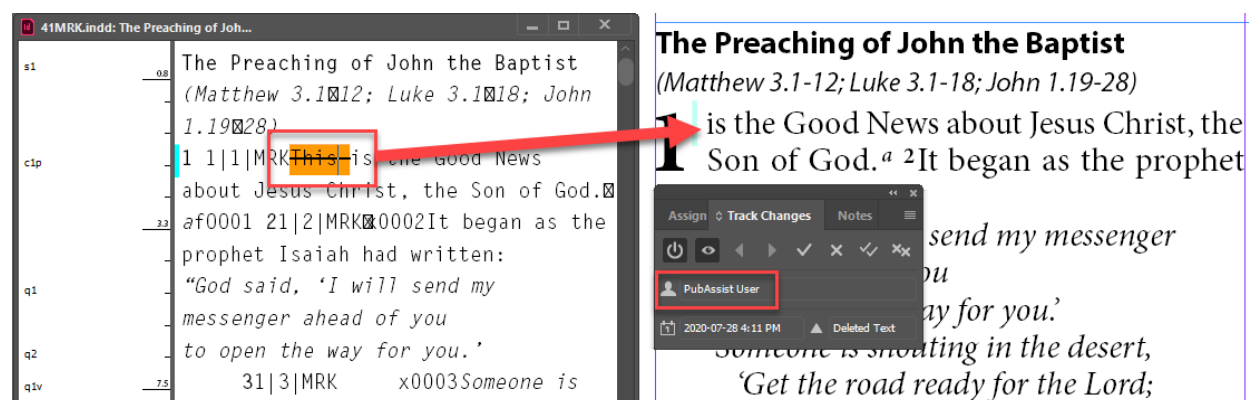 41MRK.indd: The Preaching of Joh...
s1
0.8
The Preaching of John the Baptist
(Matthew 3.1☒12; Luke 3.1☒18; John
1.19☒28)
c1p
1 1|1|MRKThis is the Good News
about Jesus Christ, the Son of God.☒
3.3
af0001 21|2|MRK☒x0002It began as the
prophet Isaiah had written:
q1
“God said, ‘I will send my
messenger ahead of you
q2
to open the way for you.’
q1v
7.5
31|3|MRK x0003Someone is
The Preaching of John the Baptist
(Matthew 3.1-12; Luke 3.1-18; John 1.19-28)
1 is the Good News about Jesus Christ, the
Son of God.a 2It began as the prophet
send my messenger
ou
ay for you.’
Someone is shouting in the desert,
‘Get the road ready for the Lord;
Assign
Track Changes
Notes
PubAssist User
2020-07-28 4:11 PM
Deleted Text